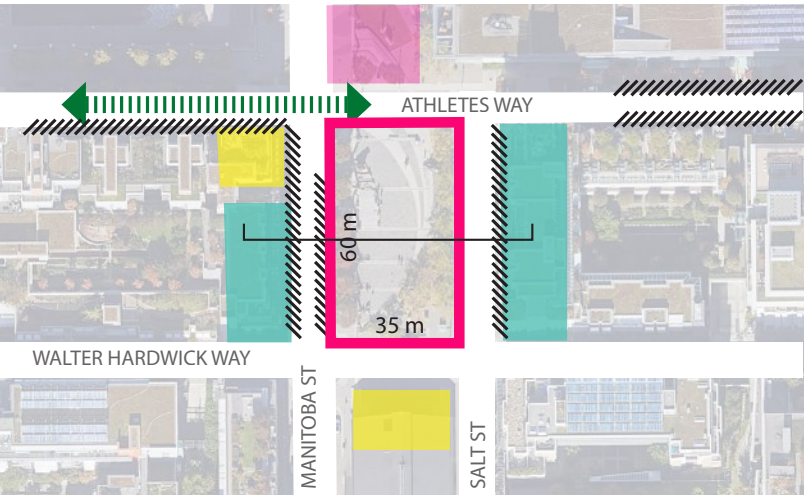 ATHLETES WAY
60 m
35 m
WALTER HARDWICK WAY
MANITOBA ST
SALT ST